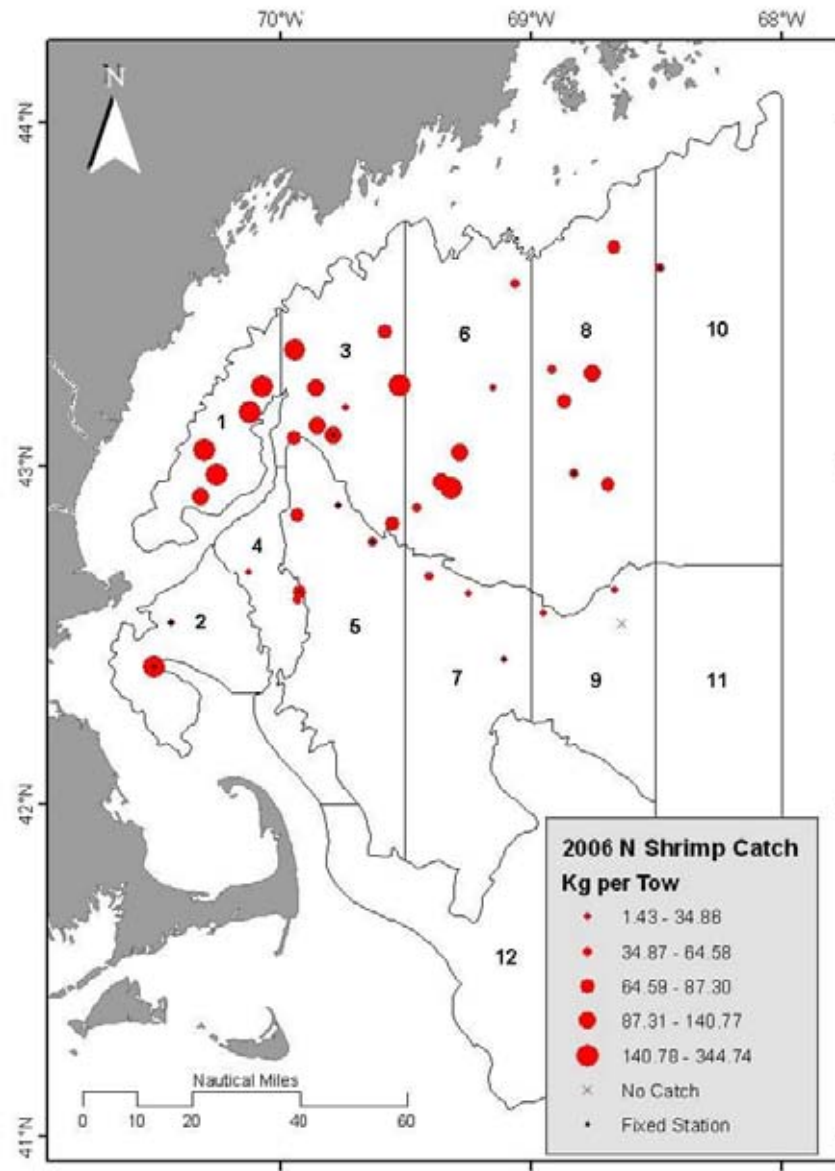 70°W 69°W 68°W
N
44°N
43°N
42°N
41°N
1
2
3
4
5
6
7
8
9
10
11
12
Nautical Miles
0 10 20 40 60
2006 N Shrimp Catch
Kg per Tow
1.43 - 34.86
34.87 - 64.58
64.59 - 87.30
87.31 - 140.77
140.78 - 344.74
No Catch
Fixed Station